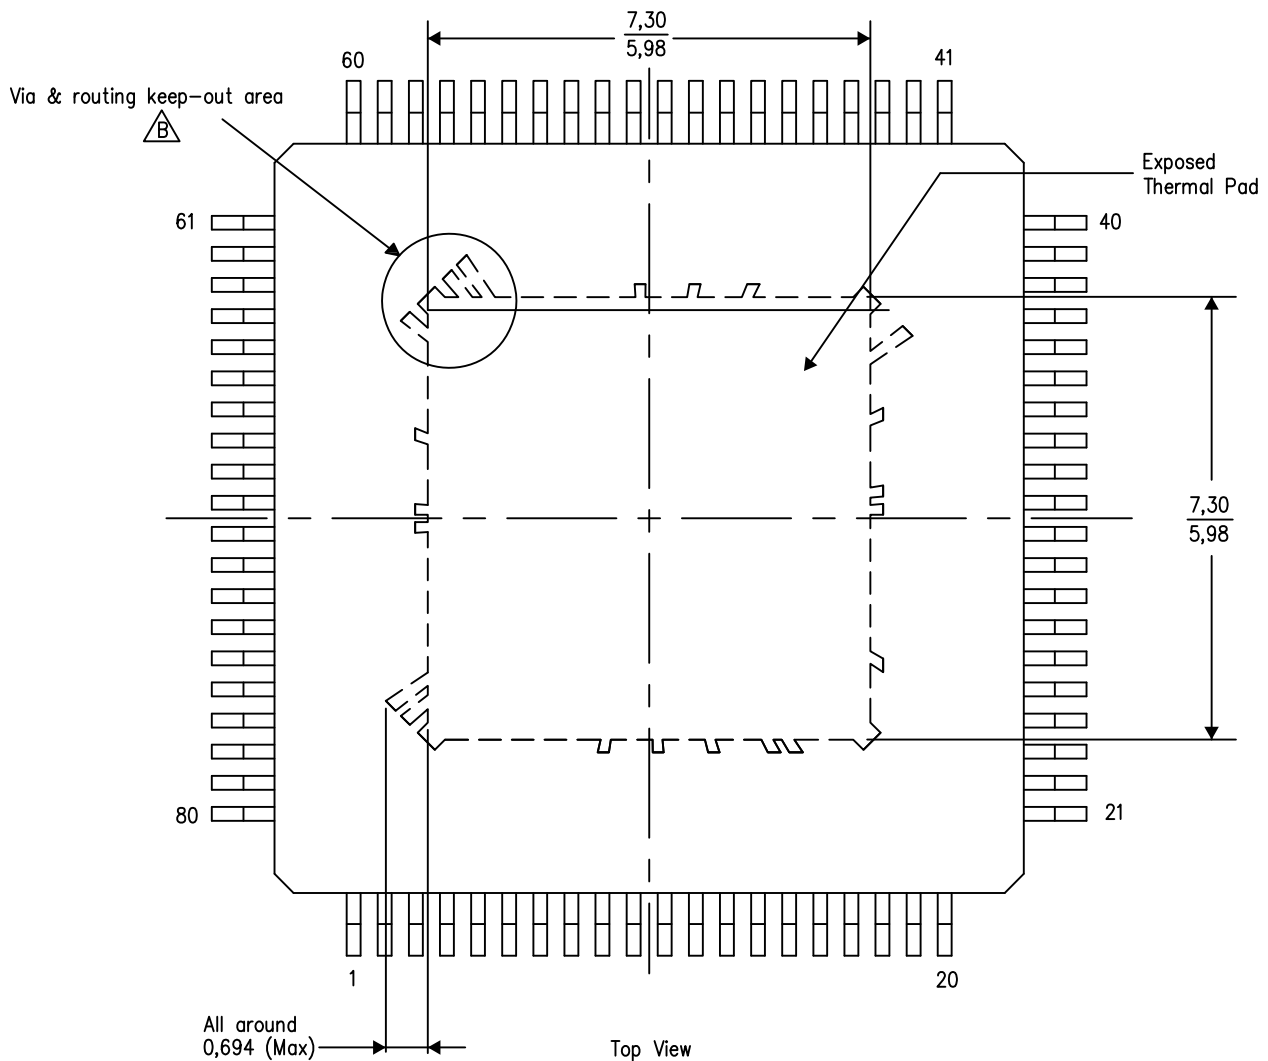 7,30
5,98
60
41
Via & routing keep-out area
B
Exposed
Thermal Pad
61
40
7,30
5,98
80
21
1
20
All around
0,694 (Max)
Top View